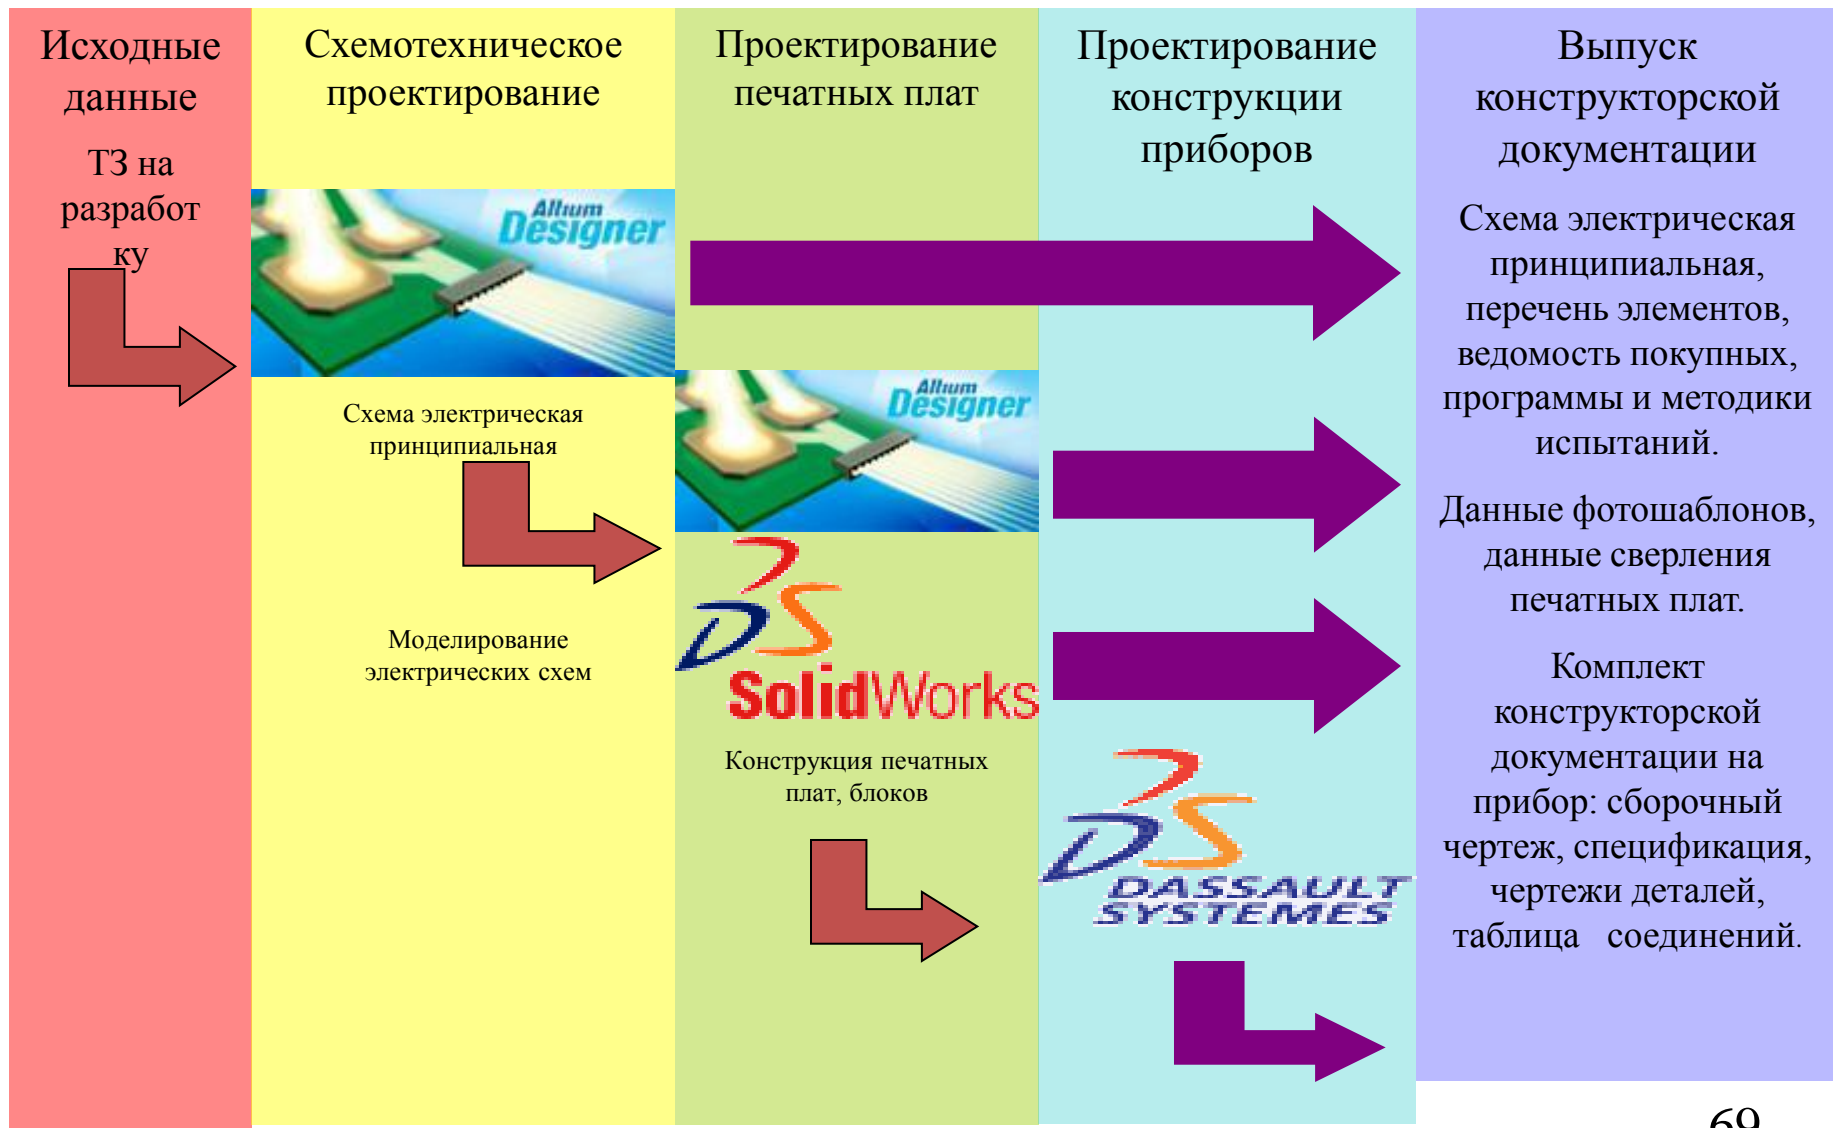 Исходные
данные
ТЗ на
разработ
ку
Схемотехническое
проектирование
Altium
Designer
Схема электрическая
принципиальная
Моделирование
электрических схем
Проектирование
печатных плат
Altium
Designer
SolidWorks
Конструкция печатных
плат, блоков
Проектирование
конструкции
приборов
DASSAULT
SYSTEMES
Выпуск
конструкторской
документации
Схема электрическая
принципиальная,
перечень элементов,
ведомость покупных,
программы и методики
испытаний.
Данные фотошаблонов,
данные сверления
печатных плат.
Комплект
конструкторской
документации на
прибор: сборочный
чертеж, спецификация,
чертежи деталей,
таблица соединений.
69